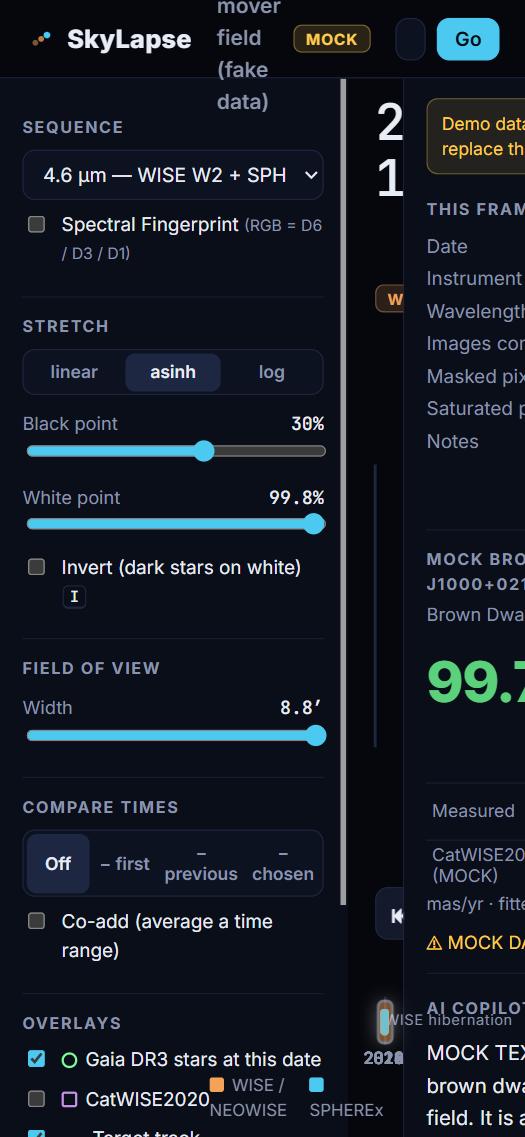 mover
field
(fake
data)
SkyLapse
MOCK
Go
SEQUENCE
4.6 µm — WISE W2 + SPH
Spectral Fingerprint (RGB = D6
/ D3 / D1)
STRETCH
linear
asinh
log
Black point
30%
White point
99.8%
Invert (dark stars on white)
I
FIELD OF VIEW
Width
8.8′
COMPARE TIMES
Off
– first
–
previous
–
chosen
Co-add (average a time
range)
OVERLAYS
Gaia DR3 stars at this date
CatWISE2020
Target track
2
1
W
WISE hibernation
WISE /
NEOWISE
SPHEREx
Demo data
replace th
THIS FRAM
Date
Instrument
Wavelength
Images con
Masked pix
Saturated p
Notes
MOCK BRO
J1000+021
Brown Dwa
99.7
Measured
CatWISE20
(MOCK)
mas/yr · fitte
⚠ MOCK DA
AI COPILOT
MOCK TEX
brown dwa
field. It is a